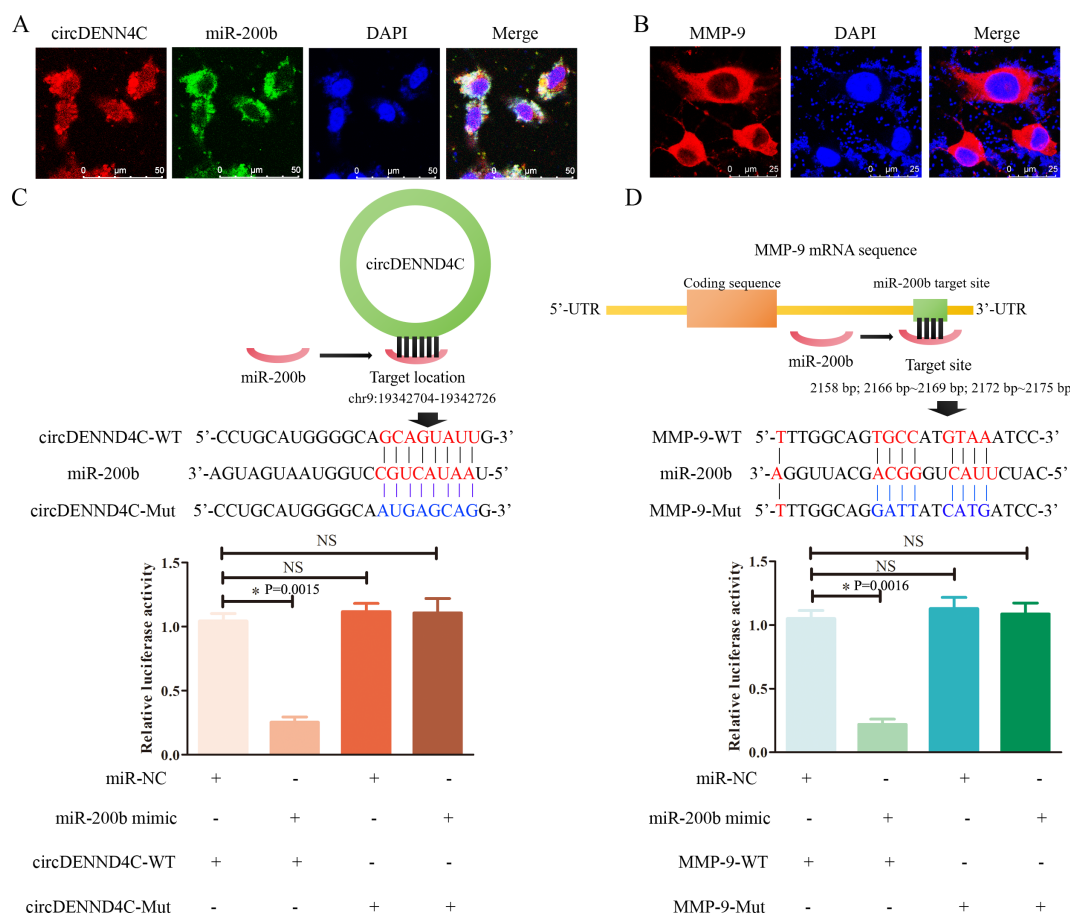 A
circDENN4C miR-200b DAPI Merge
0 µm 50 0 µm 50 0 µm 50 0 µm 50
B
MMP-9 DAPI Merge
0 µm 25 0 µm 25 0 µm 25
C
circDENND4C
miR-200b
Target location
chr9:19342704-19342726
circDENND4C-WT 5’-CCUGCAUGGGGCAGCAGUAUUG-3’
miR-200b 3’-AGUAGUAAUGGUCCGUCAUAAU-5’
circDENND4C-Mut 5’-CCUGCAUGGGGCAAUGAGCAGG-3’
NS
NS
* P=0.0015
Relative luciferase activity
1.5
1.0
0.5
0.0
miR-NC + - + -
miR-200b mimic - + - +
circDENND4C-WT + + - -
circDENND4C-Mut - - + +
D
MMP-9 mRNA sequence
Coding sequence miR-200b target site
5’-UTR 3’-UTR
miR-200b
Target site
2158 bp; 2166 bp~2169 bp; 2172 bp~2175 bp
MMP-9-WT 5’-TTTGGCAGTGCCATGTAAATCC-3’
miR-200b 3’-AGGUUACGACGGGUCAUUCUAC-5’
MMP-9-Mut 5’-TTTGGCAGGATTATCATGATCC-3’
NS
NS
* P=0.0016
Relative luciferase activity
1.5
1.0
0.5
0.0
miR-NC + - + -
miR-200b mimic - + - +
MMP-9-WT + + - -
MMP-9-Mut - - + +